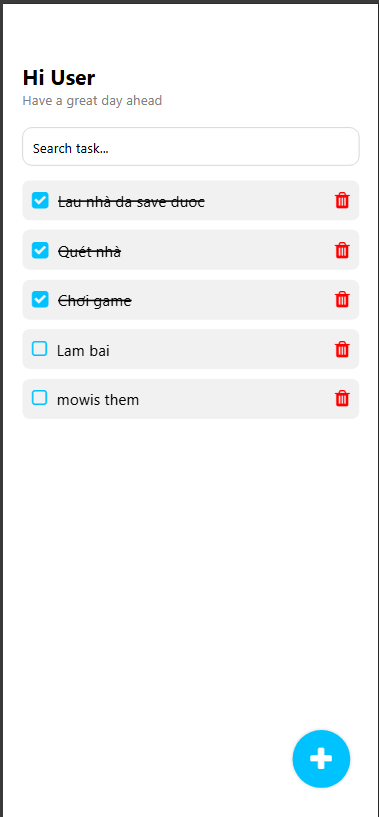 Hi User
Have a great day ahead
Search task...
Lau nhà da save duoc
Quét nhà
Chơi game
Lam bai
mowis them